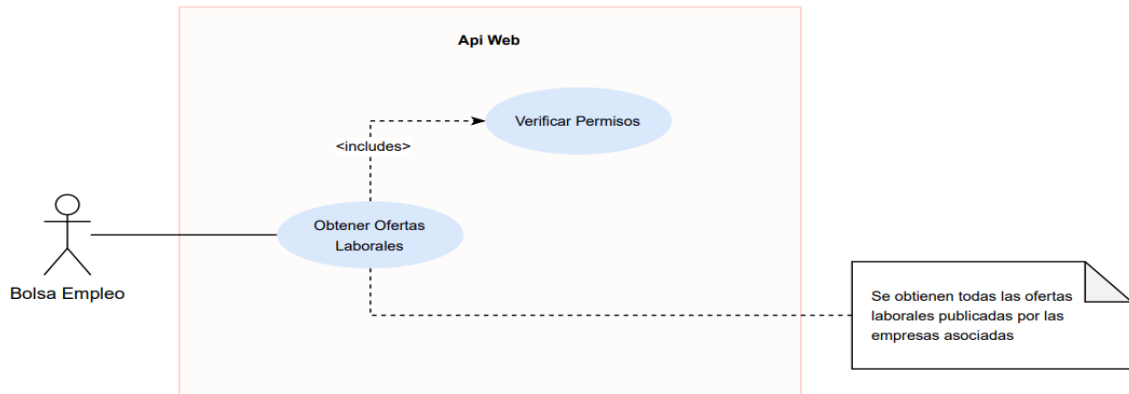 Api Web
Verificar Permisos
<includes>
Obtener Ofertas
Laborales
Bolsa Empleo
Se obtienen todas las ofertas
laborales publicadas por las
empresas asociadas